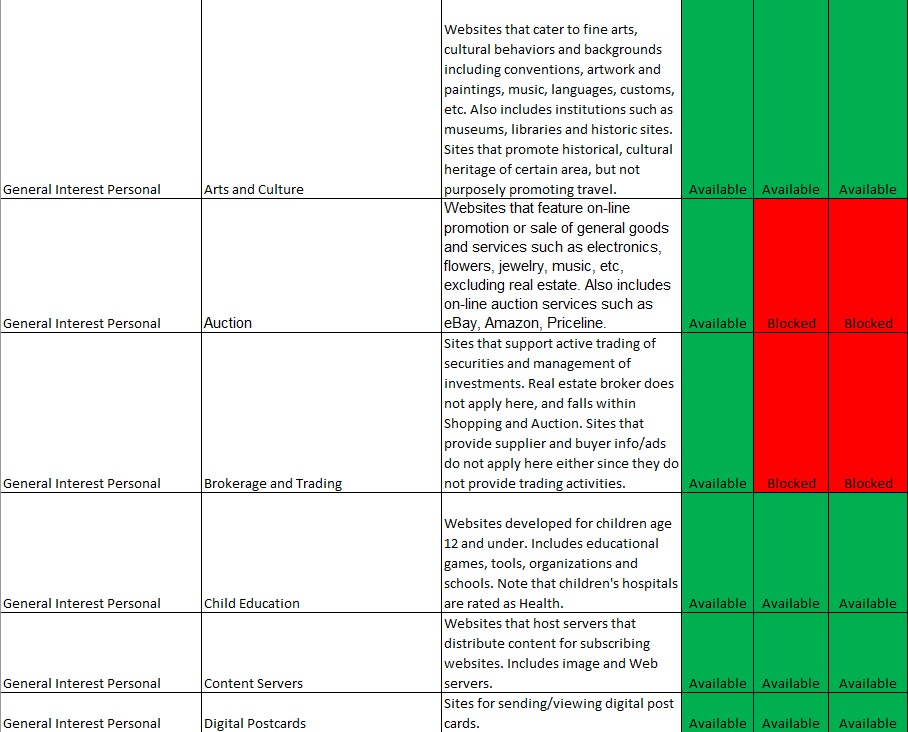 Websites that cater to fine arts,
cultural behaviors and backgrounds
including conventions, artwork and
paintings, music, languages, customs,
etc. Also includes institutions such as
museums, libraries and historic sites.
Sites that promote historical, cultural
heritage of certain area, but not
General Interest Personal Arts and Culture purposely promoting travel. Available Available Available
Websites that feature on-line
promotion or sale of general goods
and services such as electronics,
flowers, jewelry, music, etc,
excluding real estate. Also includes
on-line auction services such as
General Interest Personal Auction eBay, Amazon, Priceline. Available Blocked Blocked
Sites that support active trading of
securities and management of
investments. Real estate broker does
not apply here, and falls within
Shopping and Auction. Sites that
provide supplier and buyer info/ads
do not apply here either since they do
General Interest Personal Brokerage and Trading not provide trading activities. Available Blocked Blocked
Websites developed for children age
12 and under. Includes educational
games, tools, organizations and
schools. Note that children's hospitals
General Interest Personal Child Education are rated as Health. Available Available Available
Websites that host servers that
distribute content for subscribing
websites. Includes image and Web
General Interest Personal Content Servers servers. Available Available Available
Sites for sending/viewing digital post
General Interest Personal Digital Postcards cards. Available Available Available